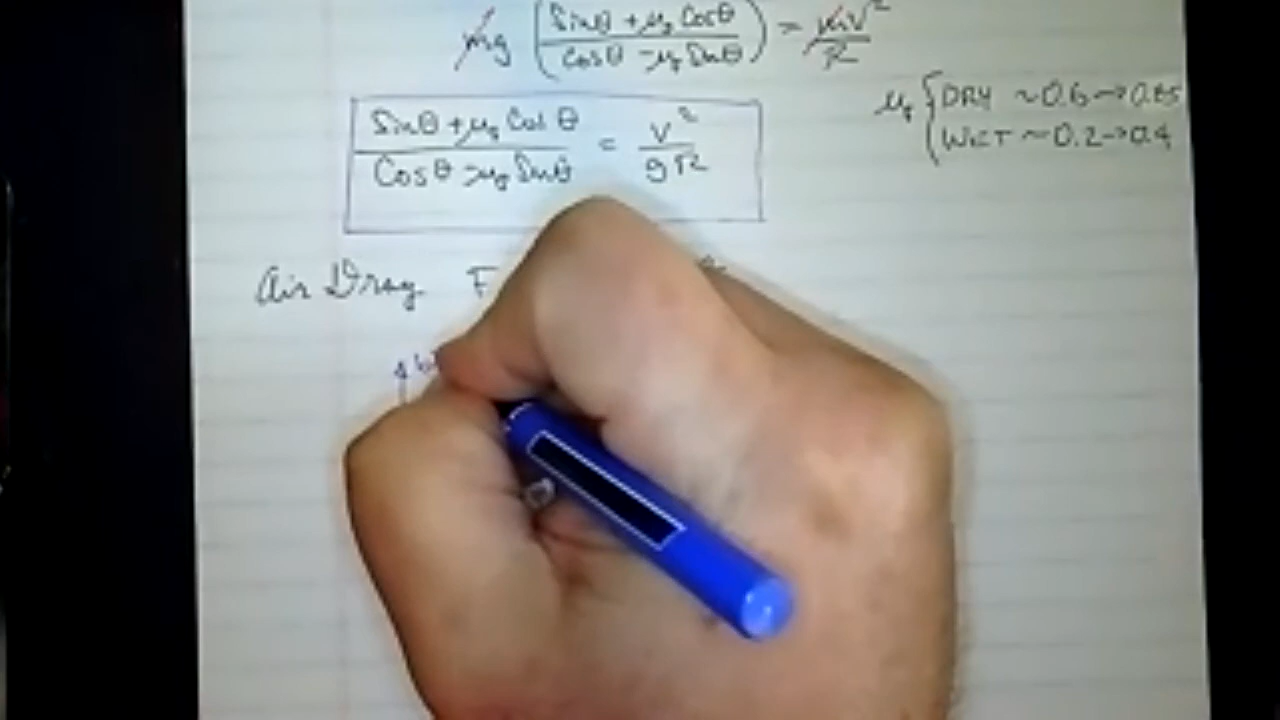 mg (Sinθ + μs Cosθ / Cosθ - μs Sinθ) = mv² / R
μs { DRY ~ 0.6 → 0.85
WET ~ 0.2 → 0.4
Sinθ + μs Cosθ / Cosθ - μs Sinθ = v² / gR
Air Drag F